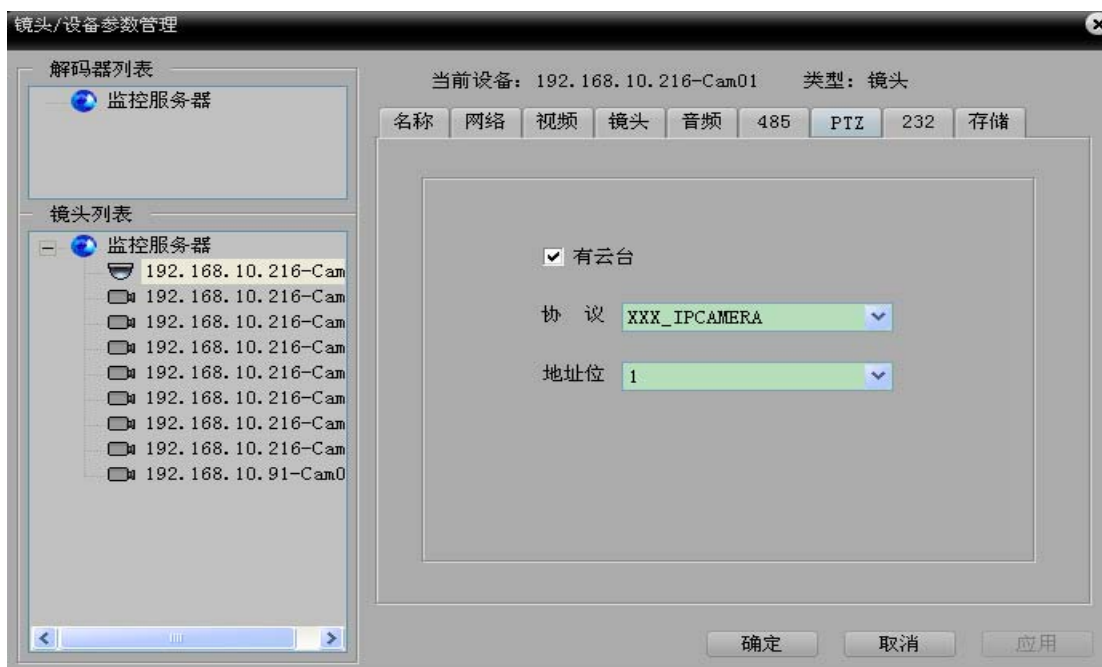 镜头/设备参数管理
解码器列表
监控服务器
镜头列表
监控服务器
192.168.10.216-Cam
192.168.10.216-Cam
192.168.10.216-Cam
192.168.10.216-Cam
192.168.10.216-Cam
192.168.10.216-Cam
192.168.10.216-Cam
192.168.10.216-Cam
192.168.10.91-Cam0
当前设备: 192.168.10.216-Cam01 类型: 镜头
名称 网络 视频 镜头 音频 485 PTZ 232 存储
有云台
协 议 XXX_IPCAMERA
地址位 1
确定 取消 应用